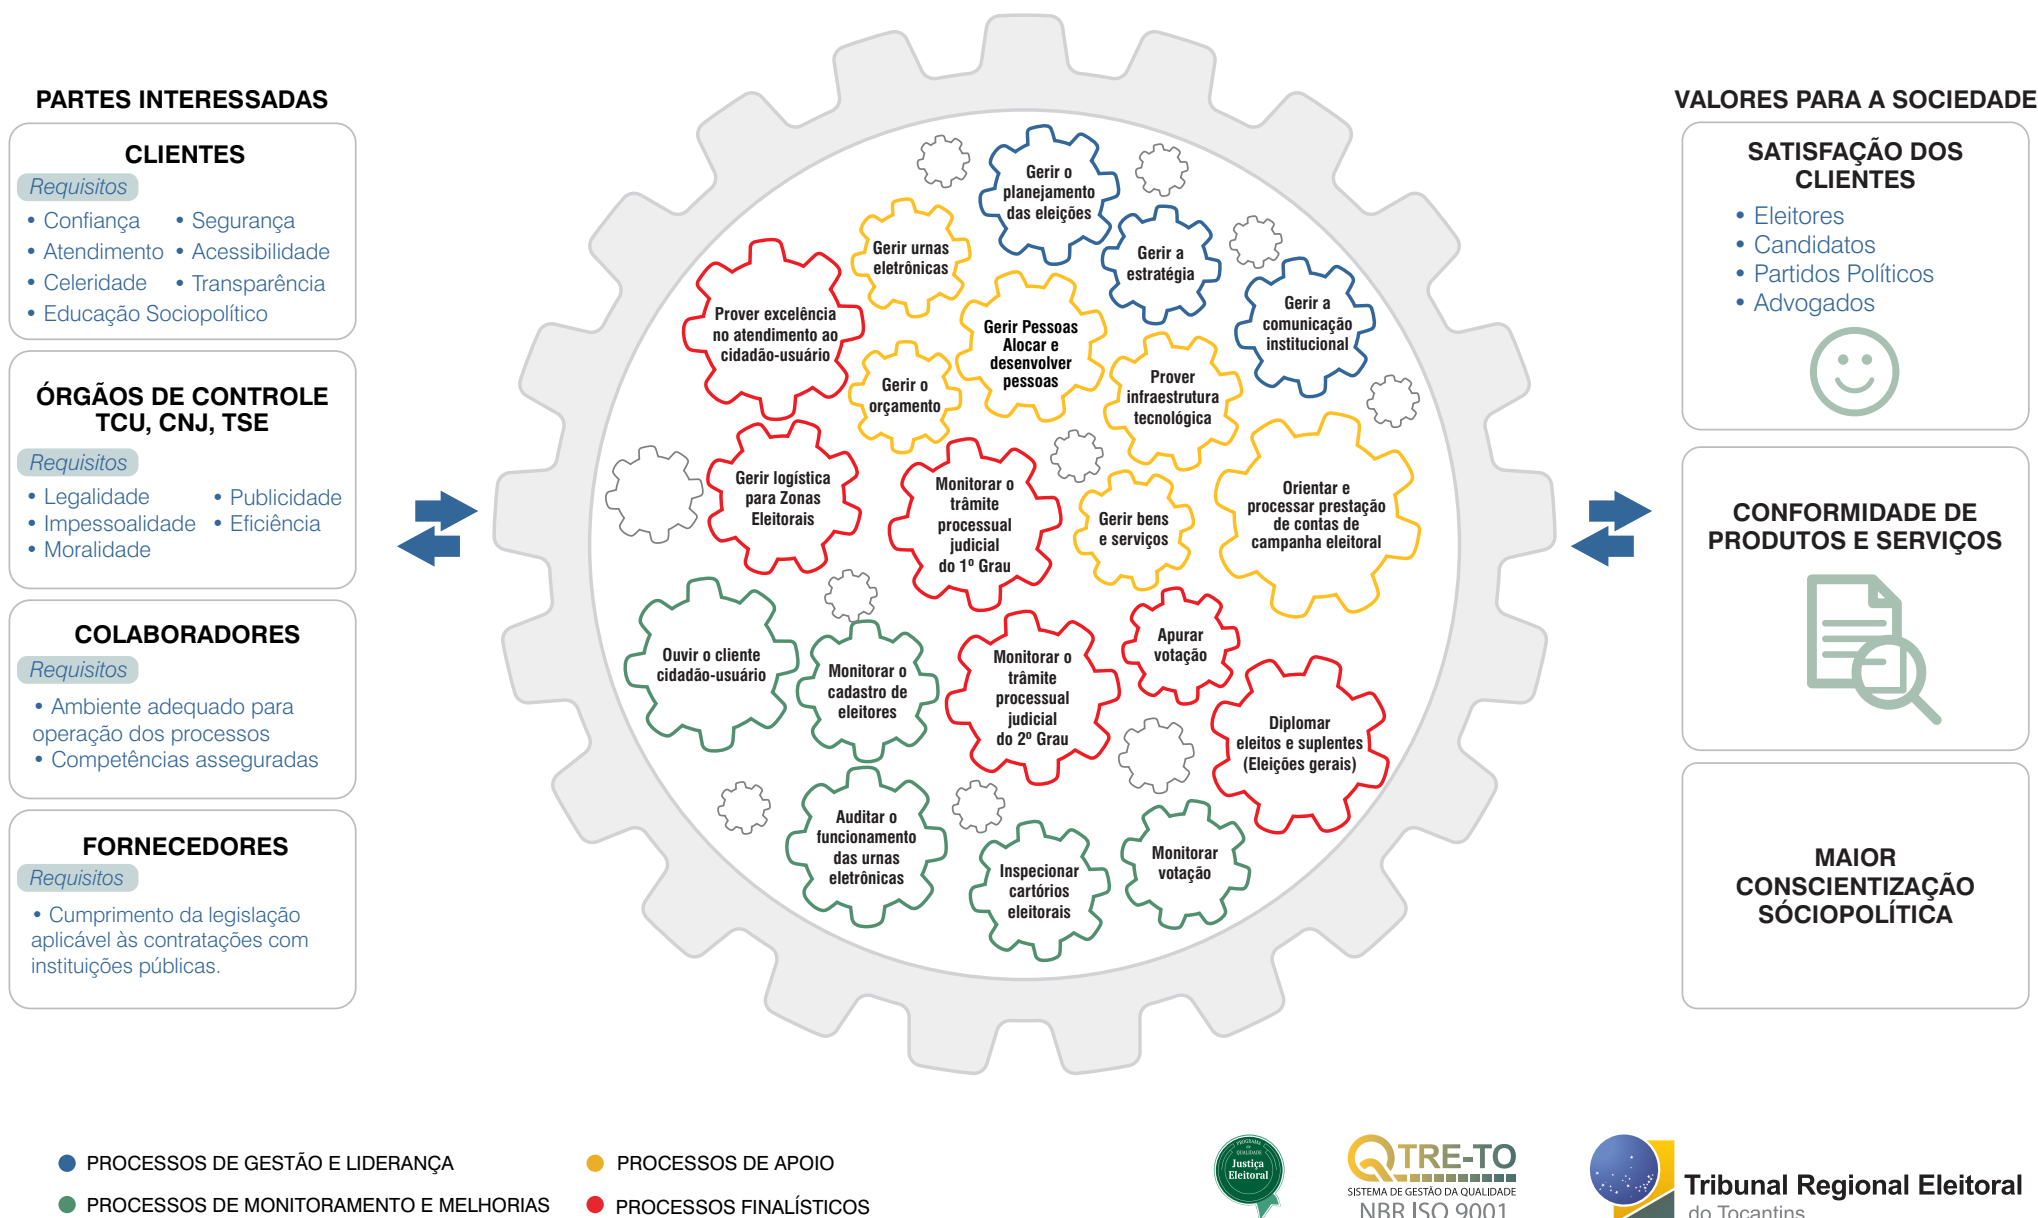 PARTES INTERESSADAS
CLIENTES
Requisitos
• Confiança • Segurança
• Atendimento • Acessibilidade
• Celeridade • Transparência
• Educação Sociopolítico
ÓRGÃOS DE CONTROLE
TCU, CNJ, TSE
Requisitos
• Legalidade • Publicidade
• Impessoalidade • Eficiência
• Moralidade
COLABORADORES
Requisitos
• Ambiente adequado para
operação dos processos
• Competências asseguradas
FORNECEDORES
Requisitos
• Cumprimento da legislação
aplicável às contratações com
instituições públicas.
Gerir o
planejamento
das eleições
Gerir urnas
eletrônicas
Gerir a
estratégia
Prover excelência
no atendimento ao
cidadão-usuário
Gerir Pessoas
Alocar e
desenvolver
pessoas
Gerir a
comunicação
institucional
Gerir o
orçamento
Prover
infraestrutura
tecnológica
Gerir logística
para Zonas
Eleitorais
Monitorar o
trâmite
processual
judicial
do 1º Grau
Gerir bens
e serviços
Orientar e
processar prestação
de contas de
campanha eleitoral
Ouvir o cliente
cidadão-usuário
Monitorar o
cadastro de
eleitores
Monitorar o
trâmite
processual
judicial
do 2º Grau
Apurar
votação
Diplomar
eleitos e suplentes
(Eleições gerais)
Auditar o
funcionamento
das urnas
eletrônicas
Inspecionar
cartórios
eleitorais
Monitorar
votação
VALORES PARA A SOCIEDADE
SATISFAÇÃO DOS
CLIENTES
• Eleitores
• Candidatos
• Partidos Políticos
• Advogados
CONFORMIDADE DE
PRODUTOS E SERVIÇOS
MAIOR
CONSCIENTIZAÇÃO
SÓCIOPOLÍTICA
PROCESSOS DE GESTÃO E LIDERANÇA
PROCESSOS DE APOIO
PROCESSOS DE MONITORAMENTO E MELHORIAS
PROCESSOS FINALÍSTICOS
PROGRAMA
DE
QUALIDADE
Justiça
Eleitoral
QTRE-TO
SISTEMA DE GESTÃO DA QUALIDADE
NBR ISO 9001
Tribunal Regional Eleitoral
do Tocantins